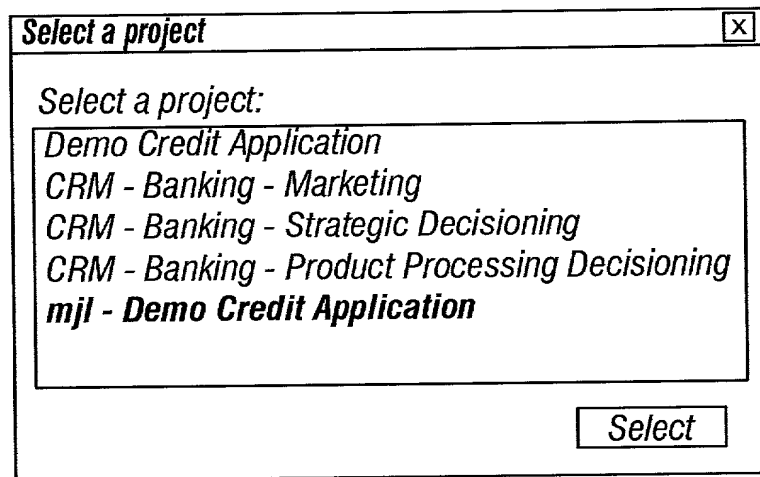 Select a project
X
Select a project:
Demo Credit Application
CRM - Banking - Marketing
CRM - Banking - Strategic Decisioning
CRM - Banking - Product Processing Decisioning
mjl - Demo Credit Application
Select